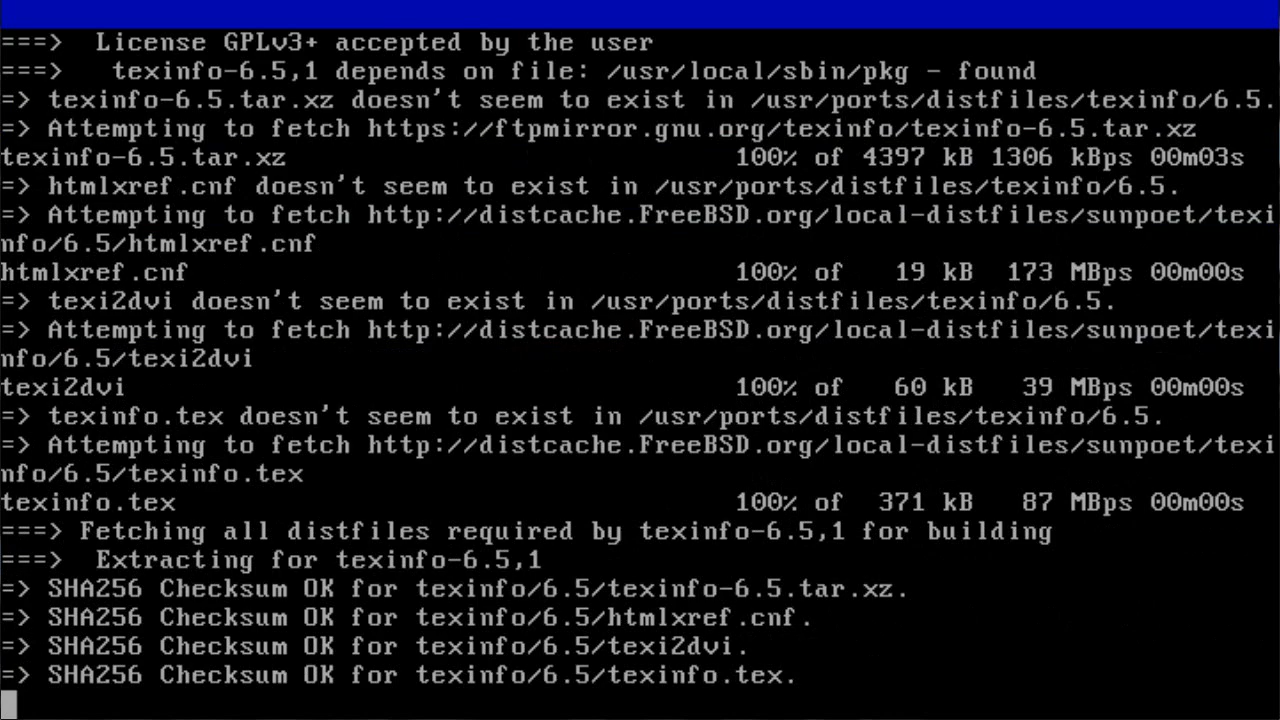 ===>  License GPLv3+ accepted by the user
===>   texinfo-6.5,1 depends on file: /usr/local/sbin/pkg - found
=> texinfo-6.5.tar.xz doesn't seem to exist in /usr/ports/distfiles/texinfo/6.5.
=> Attempting to fetch https://ftpmirror.gnu.org/texinfo/texinfo-6.5.tar.xz
texinfo-6.5.tar.xz                            100% of 4397 kB 1306 kBps 00m03s
=> htmlxref.cnf doesn't seem to exist in /usr/ports/distfiles/texinfo/6.5.
=> Attempting to fetch http://distcache.FreeBSD.org/local-distfiles/sunpoet/texi
nfo/6.5/htmlxref.cnf
htmlxref.cnf                                  100% of   19 kB  173 MBps 00m00s
=> texi2dvi doesn't seem to exist in /usr/ports/distfiles/texinfo/6.5.
=> Attempting to fetch http://distcache.FreeBSD.org/local-distfiles/sunpoet/texi
nfo/6.5/texi2dvi
texi2dvi                                      100% of   60 kB   39 MBps 00m00s
=> texinfo.tex doesn't seem to exist in /usr/ports/distfiles/texinfo/6.5.
=> Attempting to fetch http://distcache.FreeBSD.org/local-distfiles/sunpoet/texi
nfo/6.5/texinfo.tex
texinfo.tex                                   100% of  371 kB   87 MBps 00m00s
===> Fetching all distfiles required by texinfo-6.5,1 for building
===>  Extracting for texinfo-6.5,1
=> SHA256 Checksum OK for texinfo/6.5/texinfo-6.5.tar.xz.
=> SHA256 Checksum OK for texinfo/6.5/htmlxref.cnf.
=> SHA256 Checksum OK for texinfo/6.5/texi2dvi.
=> SHA256 Checksum OK for texinfo/6.5/texinfo.tex.